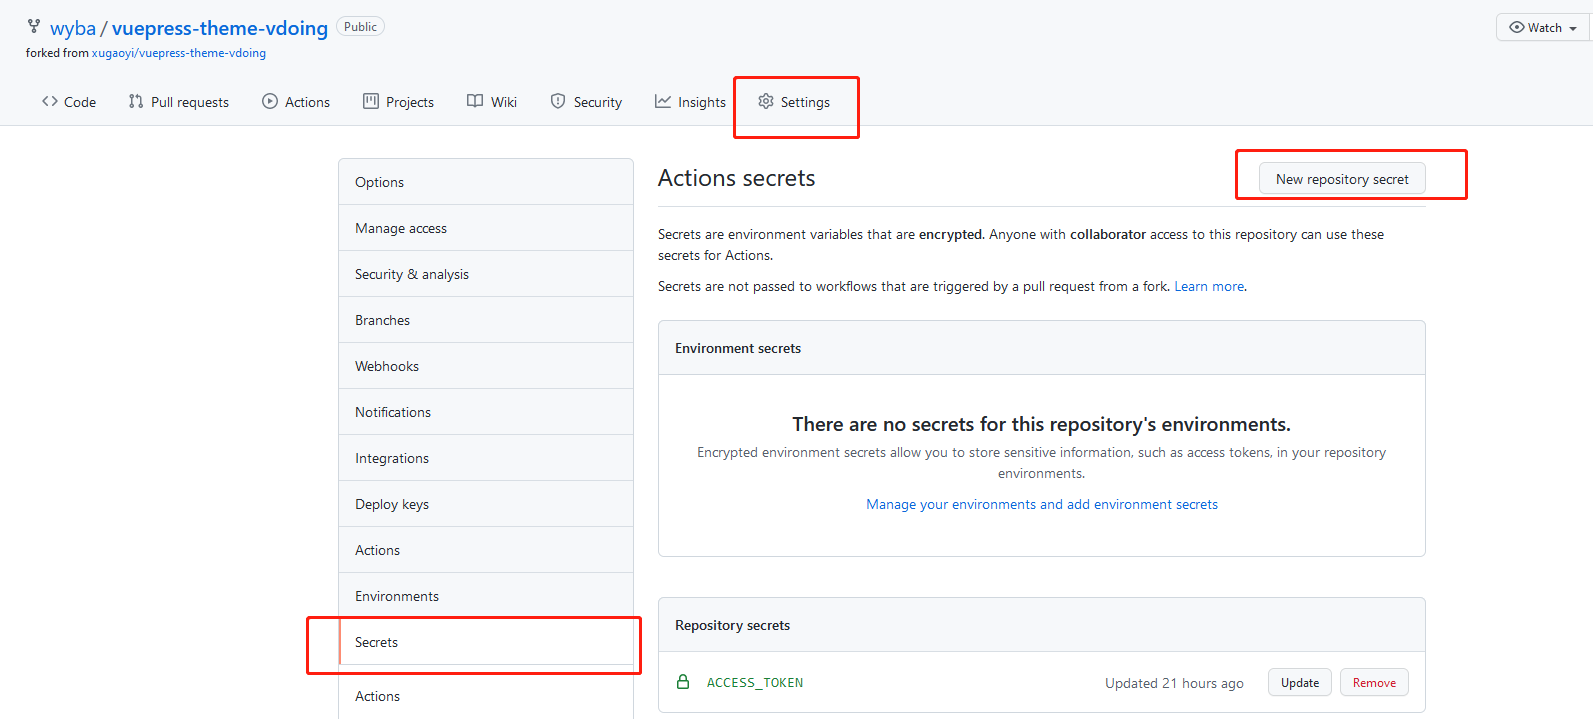 wyba / vuepress-theme-vdoing Public
Watch
forked from xugaoyi/vuepress-theme-vdoing
Code Pull requests Actions Projects Wiki Security Insights Settings
Options
Manage access
Security & analysis
Branches
Webhooks
Notifications
Integrations
Deploy keys
Actions
Environments
Secrets
Actions
Actions secrets
New repository secret
Secrets are environment variables that are encrypted. Anyone with collaborator access to this repository can use these
secrets for Actions.
Secrets are not passed to workflows that are triggered by a pull request from a fork. Learn more.
Environment secrets
There are no secrets for this repository's environments.
Encrypted environment secrets allow you to store sensitive information, such as access tokens, in your repository
environments.
Manage your environments and add environment secrets
Repository secrets
ACCESS_TOKEN Updated 21 hours ago Update Remove